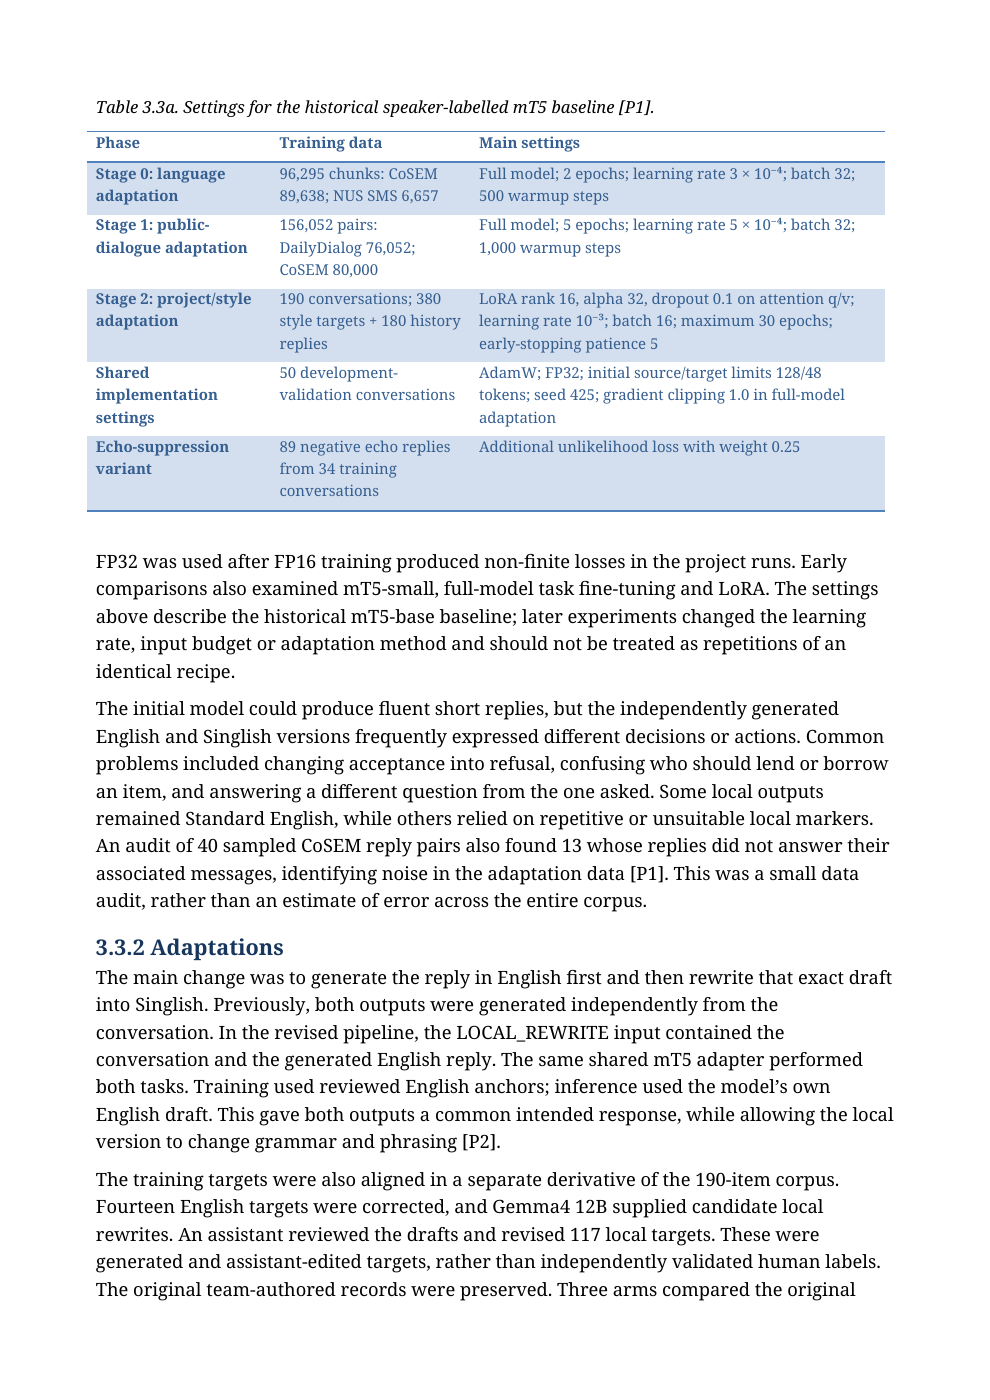 Table 3.3a. Settings for the historical speaker-labelled mT5 baseline [P1].
Phase Training data Main settings
Stage 0: language 96,295 chunks: CoSEM Full model; 2 epochs; learning rate 3 × 10⁻⁴; batch 32;
adaptation 89,638; NUS SMS 6,657 500 warmup steps
Stage 1: public- 156,052 pairs: Full model; 5 epochs; learning rate 5 × 10⁻⁴; batch 32;
dialogue adaptation DailyDialog 76,052; 1,000 warmup steps
CoSEM 80,000
Stage 2: project/style 190 conversations; 380 LoRA rank 16, alpha 32, dropout 0.1 on attention q/v;
adaptation style targets + 180 history learning rate 10⁻³; batch 16; maximum 30 epochs;
replies early-stopping patience 5
Shared 50 development- AdamW; FP32; initial source/target limits 128/48
implementation validation conversations tokens; seed 425; gradient clipping 1.0 in full-model
settings adaptation
Echo-suppression 89 negative echo replies Additional unlikelihood loss with weight 0.25
variant from 34 training
conversations
FP32 was used after FP16 training produced non-finite losses in the project runs. Early
comparisons also examined mT5-small, full-model task fine-tuning and LoRA. The settings
above describe the historical mT5-base baseline; later experiments changed the learning
rate, input budget or adaptation method and should not be treated as repetitions of an
identical recipe.
The initial model could produce fluent short replies, but the independently generated
English and Singlish versions frequently expressed different decisions or actions. Common
problems included changing acceptance into refusal, confusing who should lend or borrow
an item, and answering a different question from the one asked. Some local outputs
remained Standard English, while others relied on repetitive or unsuitable local markers.
An audit of 40 sampled CoSEM reply pairs also found 13 whose replies did not answer their
associated messages, identifying noise in the adaptation data [P1]. This was a small data
audit, rather than an estimate of error across the entire corpus.
3.3.2 Adaptations
The main change was to generate the reply in English first and then rewrite that exact draft
into Singlish. Previously, both outputs were generated independently from the
conversation. In the revised pipeline, the LOCAL_REWRITE input contained the
conversation and the generated English reply. The same shared mT5 adapter performed
both tasks. Training used reviewed English anchors; inference used the model’s own
English draft. This gave both outputs a common intended response, while allowing the local
version to change grammar and phrasing [P2].
The training targets were also aligned in a separate derivative of the 190-item corpus.
Fourteen English targets were corrected, and Gemma4 12B supplied candidate local
rewrites. An assistant reviewed the drafts and revised 117 local targets. These were
generated and assistant-edited targets, rather than independently validated human labels.
The original team-authored records were preserved. Three arms compared the original